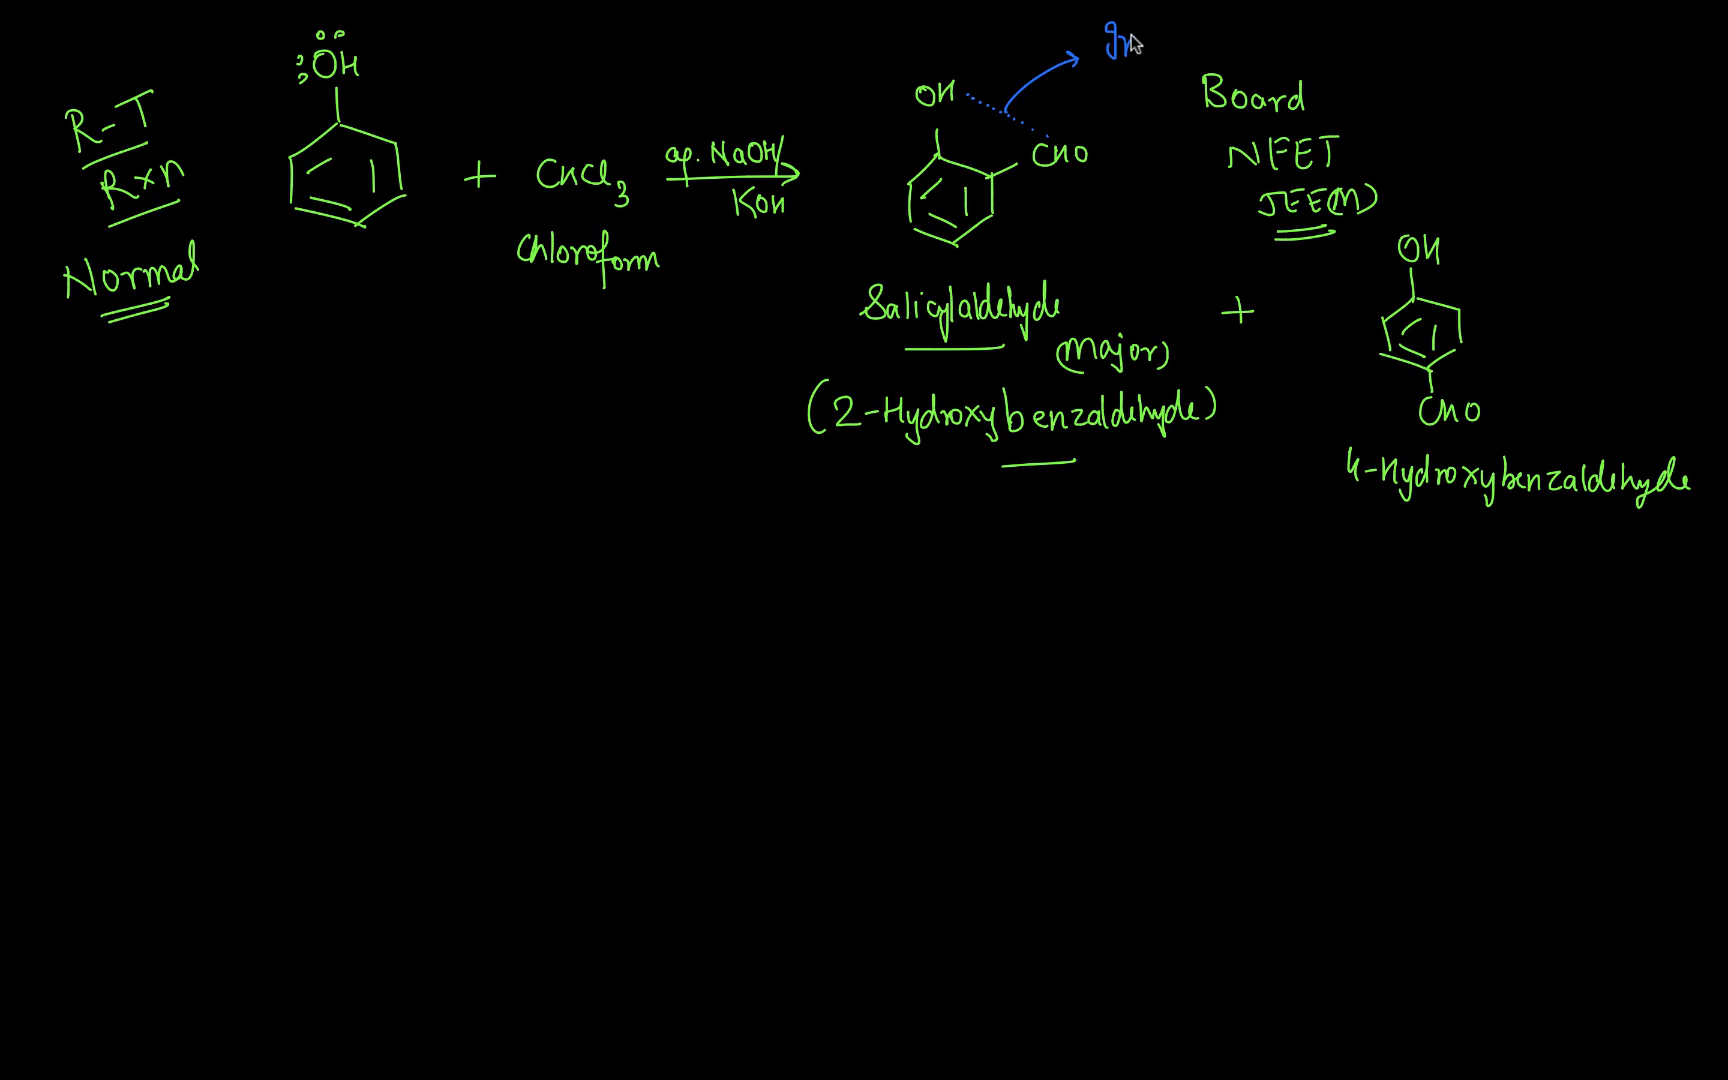 R-T
Rxn
Normal
:ÖH
+ CHCl3
Chloroform
aq. NaOH/
KOH
OH
CHO
In
Board
NEET
JEE(M)
Salicylaldehyde
(Major)
(2-Hydroxybenzaldehyde)
+
OH
CHO
4-Hydroxybenzaldehyde